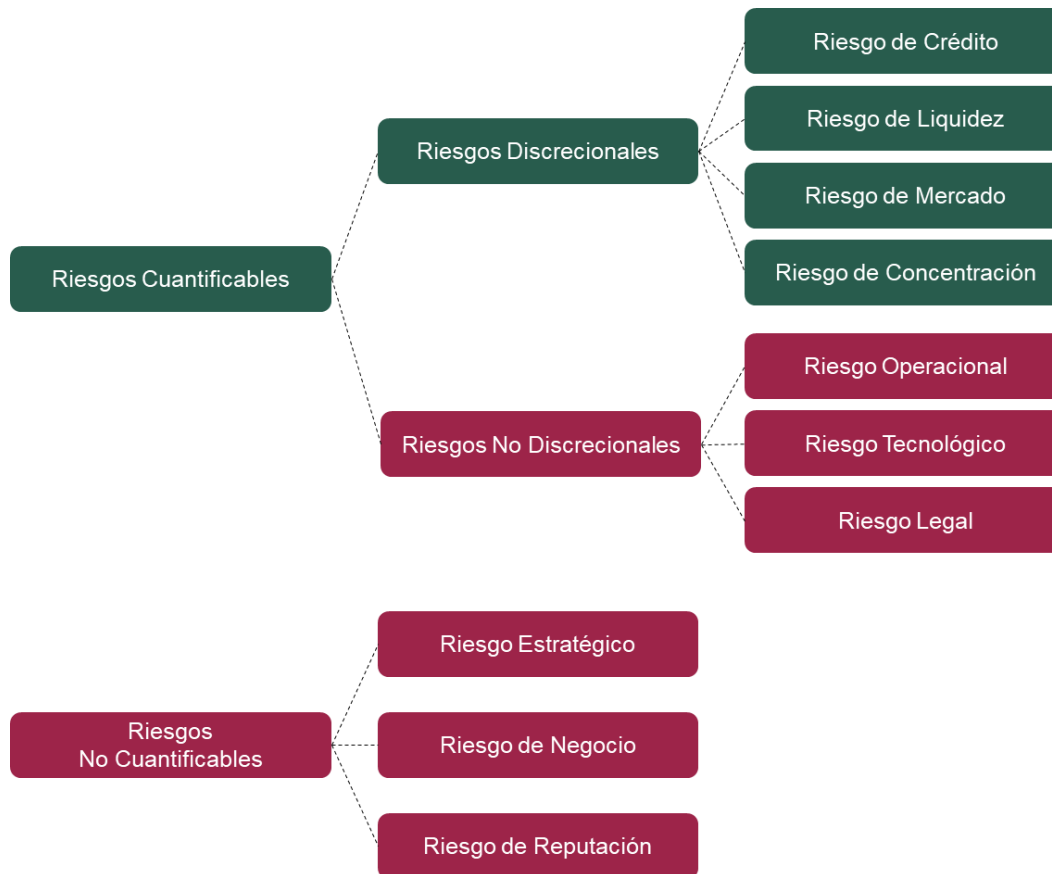 Riesgos Cuantificables
Riesgos Discrecionales
Riesgo de Crédito
Riesgo de Liquidez
Riesgo de Mercado
Riesgo de Concentración
Riesgos No Discrecionales
Riesgo Operacional
Riesgo Tecnológico
Riesgo Legal
Riesgos
No Cuantificables
Riesgo Estratégico
Riesgo de Negocio
Riesgo de Reputación